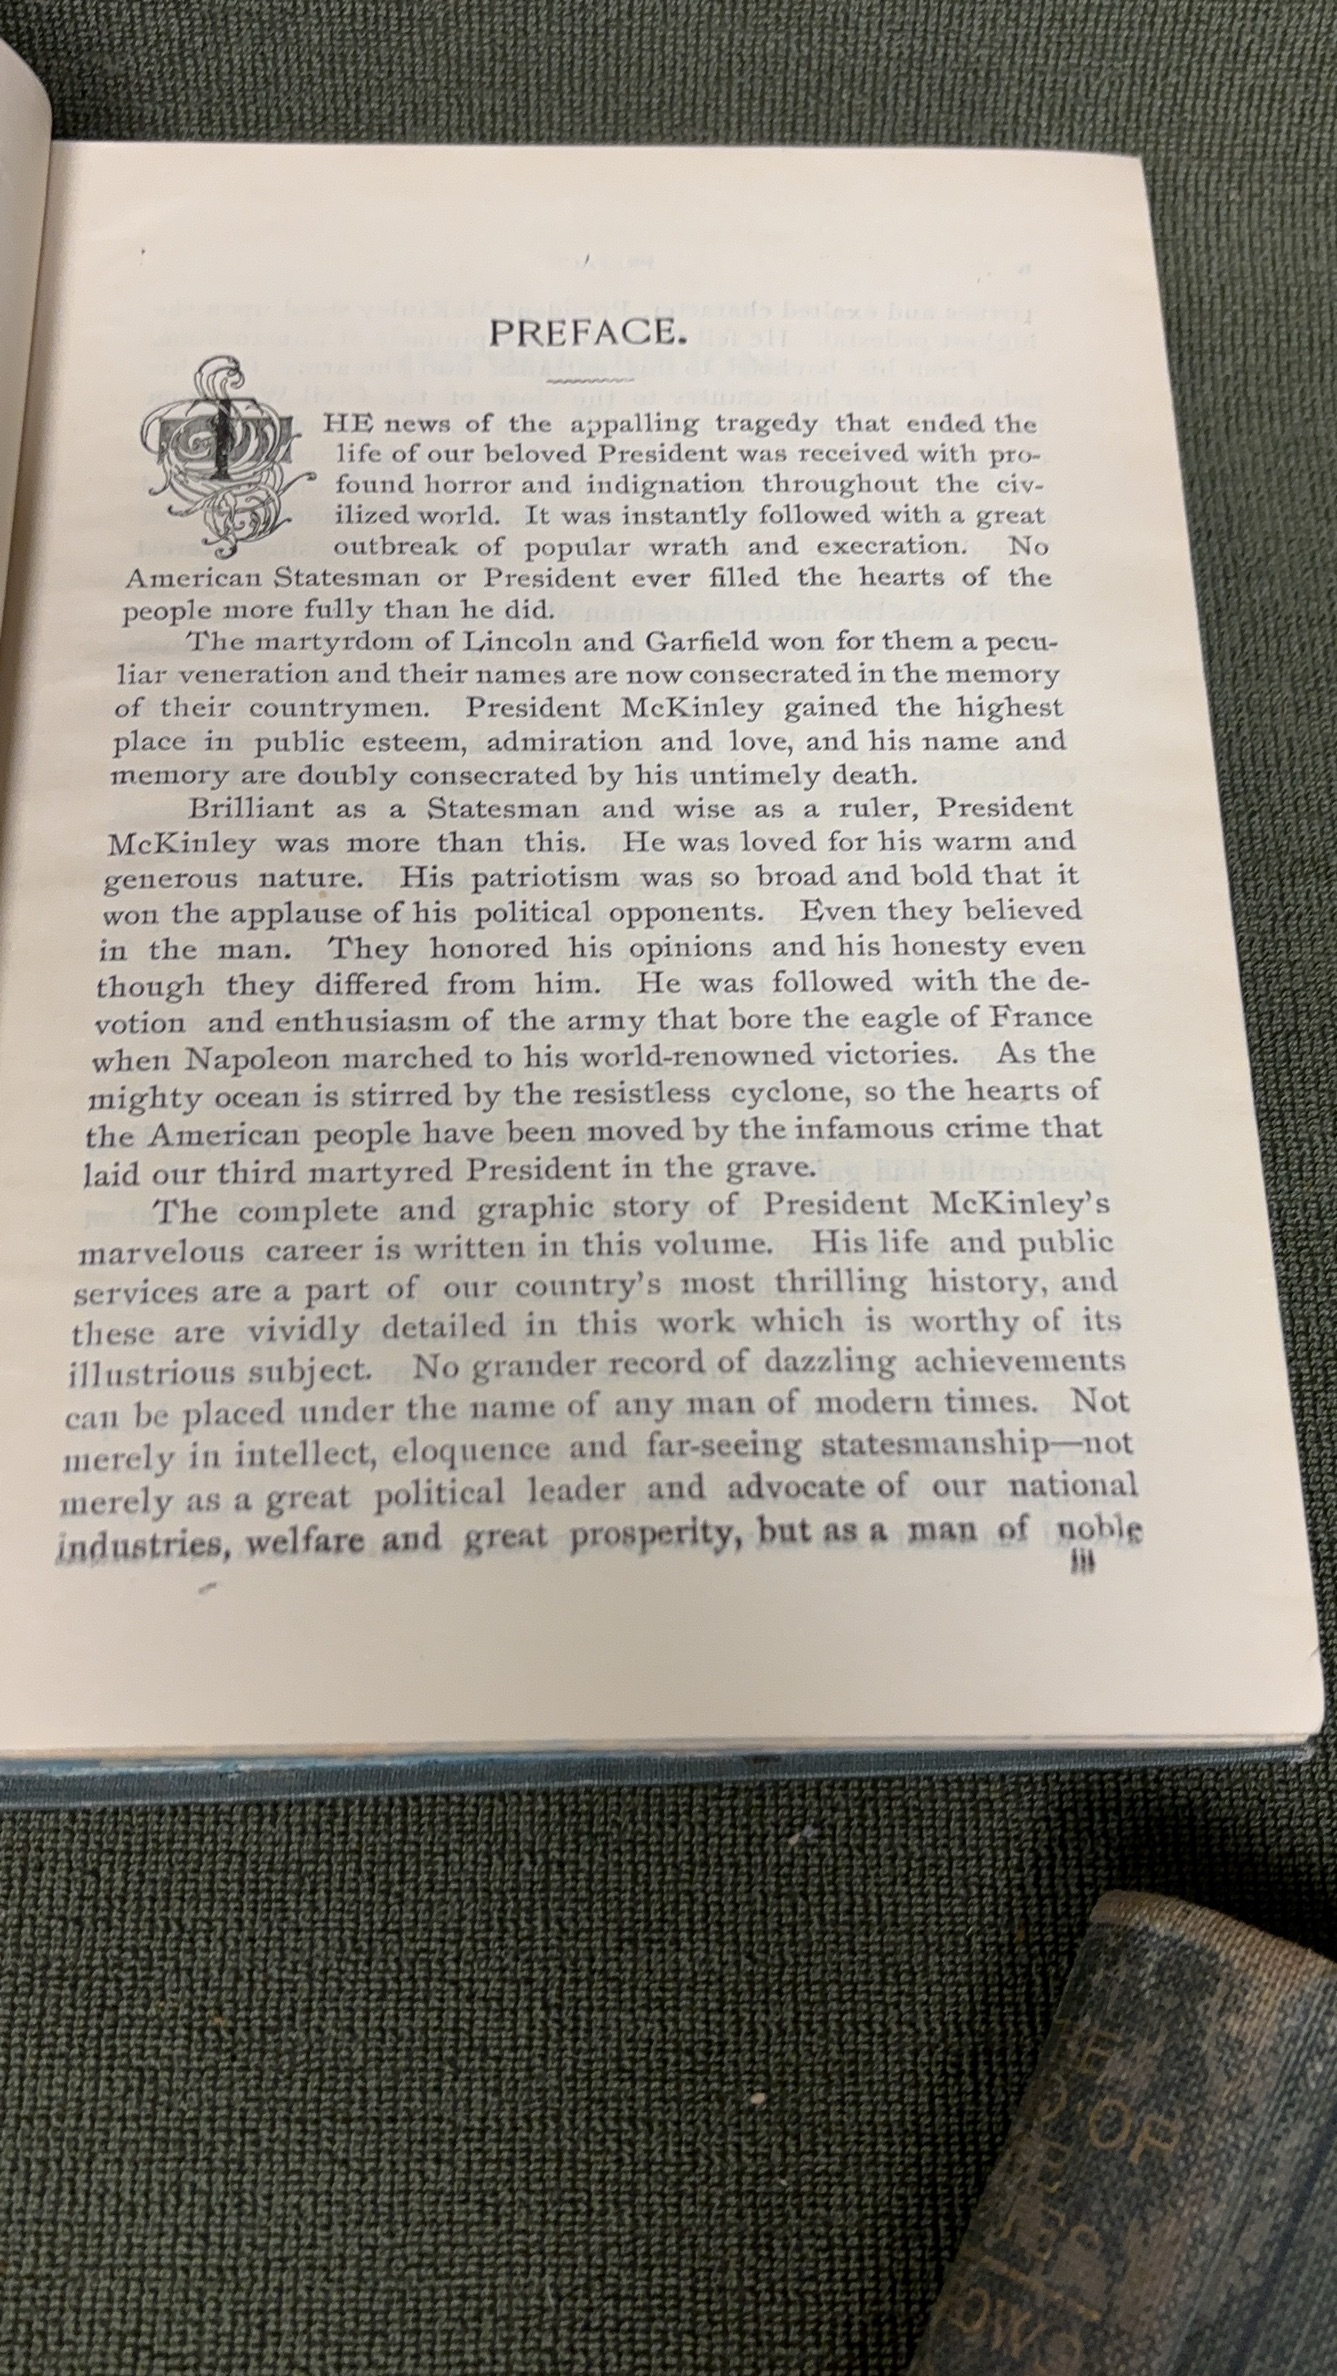 PREFACE.
THE news of the appalling tragedy that ended the
life of our beloved President was received with pro-
found horror and indignation throughout the civ-
ilized world. It was instantly followed with a great
outbreak of popular wrath and execration. No
American Statesman or President ever filled the hearts of the
people more fully than he did.
The martyrdom of Lincoln and Garfield won for them a pecu-
liar veneration and their names are now consecrated in the memory
of their countrymen. President McKinley gained the highest
place in public esteem, admiration and love, and his name and
memory are doubly consecrated by his untimely death.
Brilliant as a Statesman and wise as a ruler, President
McKinley was more than this. He was loved for his warm and
generous nature. His patriotism was so broad and bold that it
won the applause of his political opponents. Even they believed
in the man. They honored his opinions and his honesty even
though they differed from him. He was followed with the de-
votion and enthusiasm of the army that bore the eagle of France
when Napoleon marched to his world-renowned victories. As the
mighty ocean is stirred by the resistless cyclone, so the hearts of
the American people have been moved by the infamous crime that
laid our third martyred President in the grave.
The complete and graphic story of President McKinley's
marvelous career is written in this volume. His life and public
services are a part of our country's most thrilling history, and
these are vividly detailed in this work which is worthy of its
illustrious subject. No grander record of dazzling achievements
can be placed under the name of any man of modern times. Not
merely in intellect, eloquence and far-seeing statesmanship—not
merely as a great political leader and advocate of our national
industries, welfare and great prosperity, but as a man of noble
iii